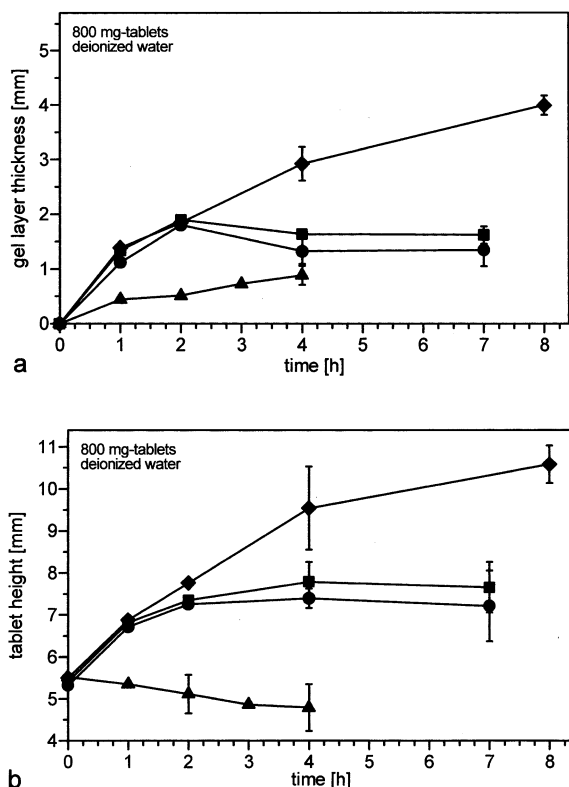 800 mg-tablets
deionized water
gel layer thickness [mm]
5
4
3
2
1
0
0 1 2 3 4 5 6 7 8
time [h]
a
800 mg-tablets
deionized water
tablet height [mm]
11
10
9
8
7
6
5
4
0 1 2 3 4 5 6 7 8
time [h]
b